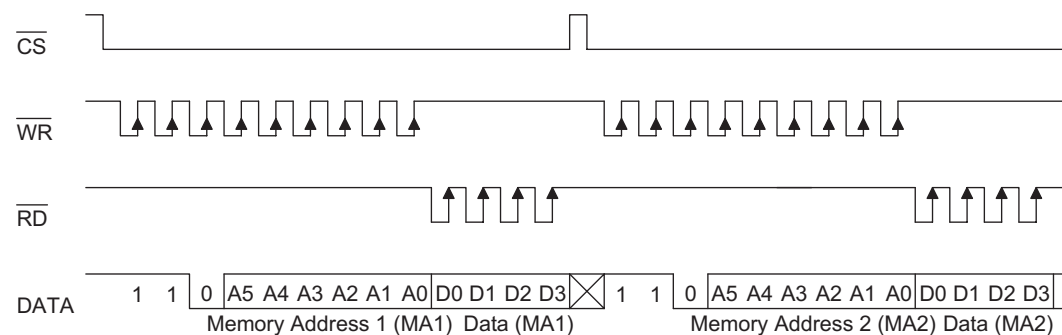 CS
WR
RD
DATA 1 1 0 A5 A4 A3 A2 A1 A0 D0 D1 D2 D3 1 1 0 A5 A4 A3 A2 A1 A0 D0 D1 D2 D3
Memory Address 1 (MA1) Data (MA1) Memory Address 2 (MA2) Data (MA2)